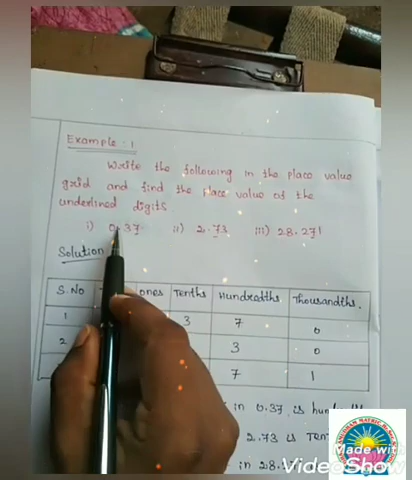 Example : 1
Write the following in the place value
grid and find the place value of the
underlined digits
i) 0.37 ii) 2.73 iii) 28.271
Solution
S.No ones Tenths Hundredths Thousandths.
1 3 7 0
2 3 0
7 1
in 0.37 is
2.73 is Ten
in 28.
Made with
VideoShow